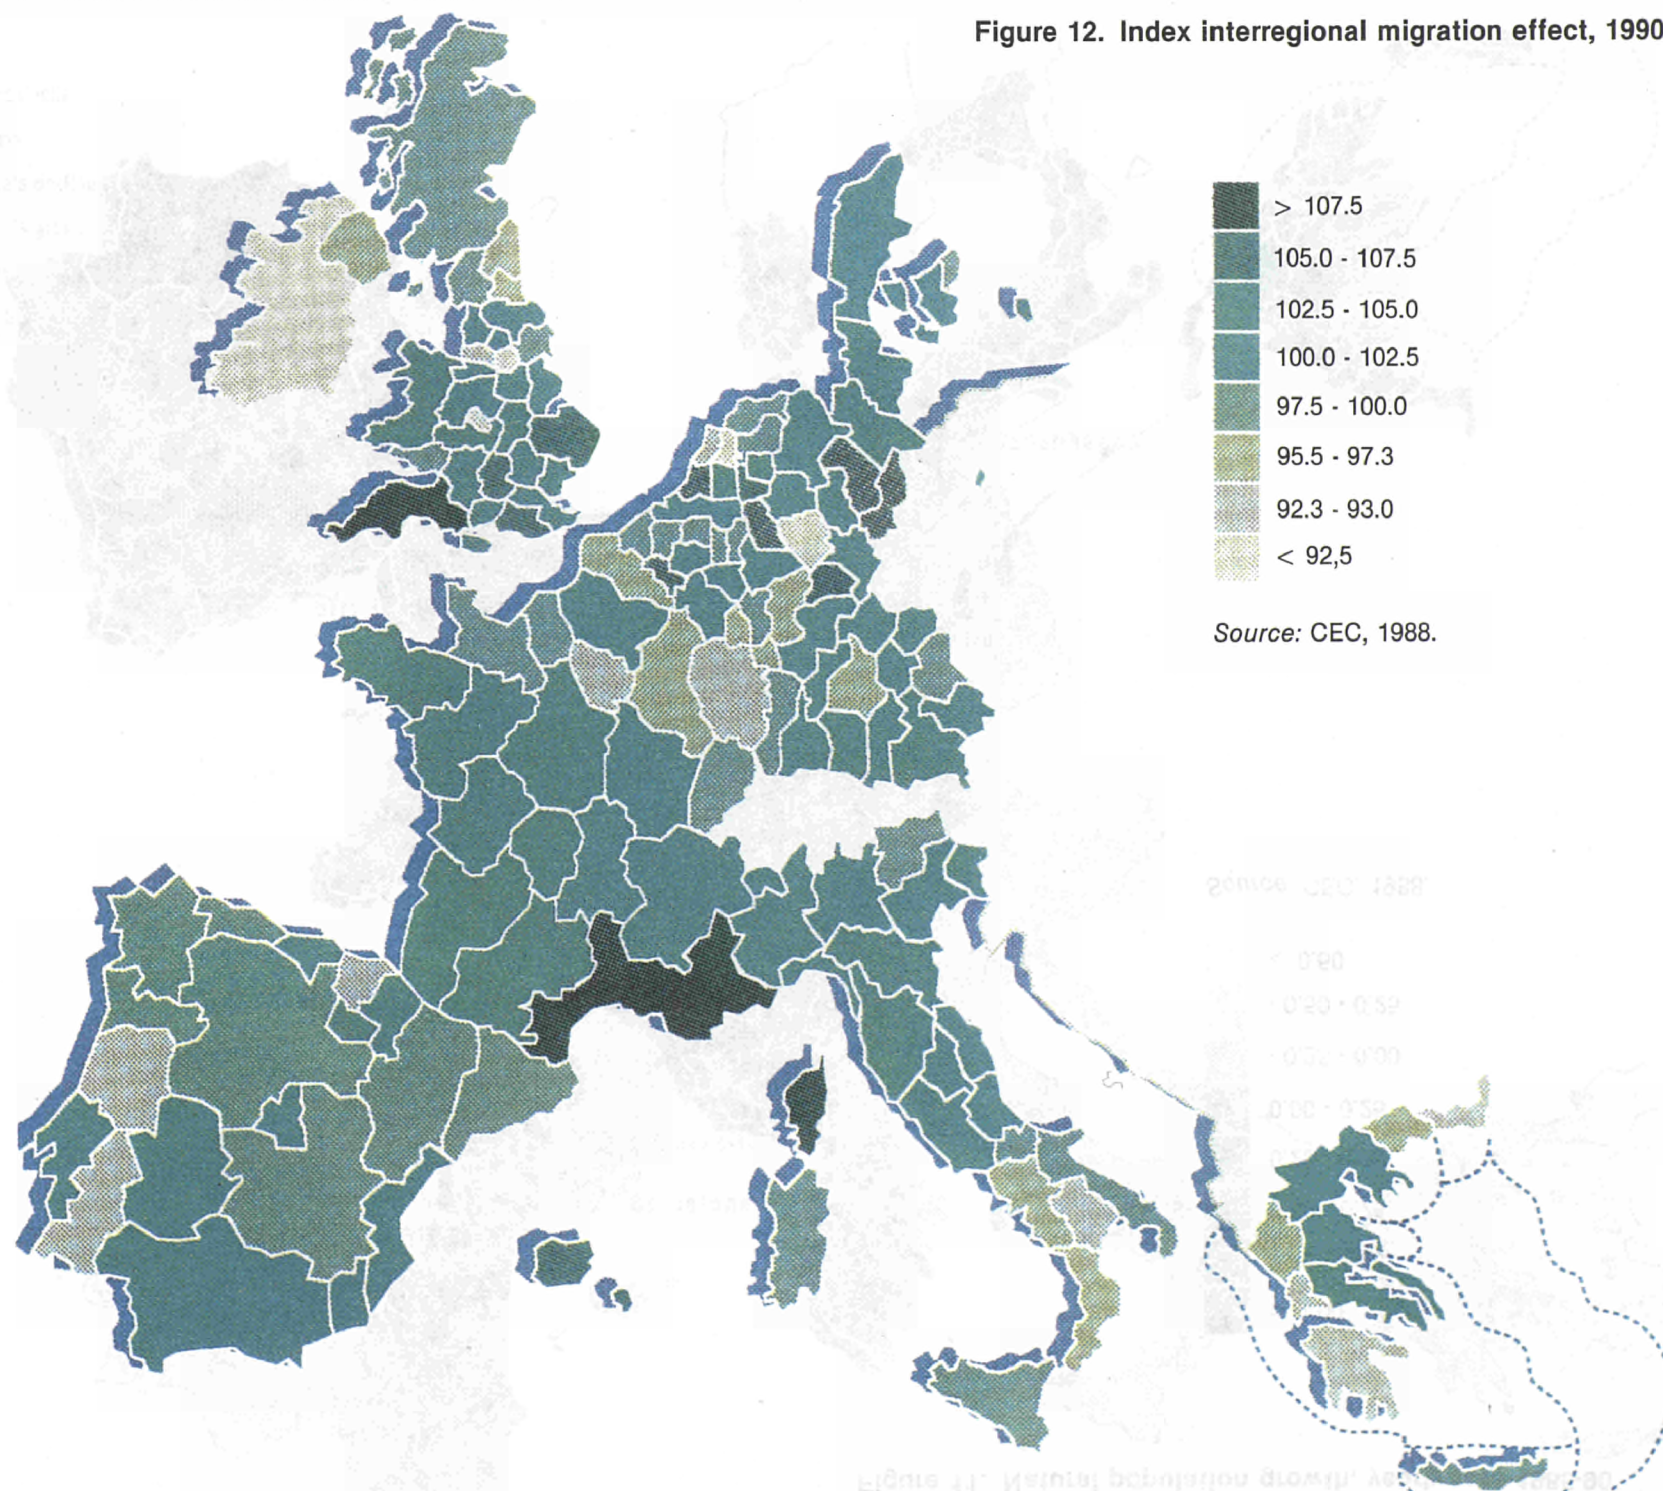 Figure 12. Index interregional migration effect, 1990
> 107.5
105.0 - 107.5
102.5 - 105.0
100.0 - 102.5
97.5 - 100.0
95.5 - 97.3
92.3 - 93.0
< 92,5
Source: CEC, 1988.